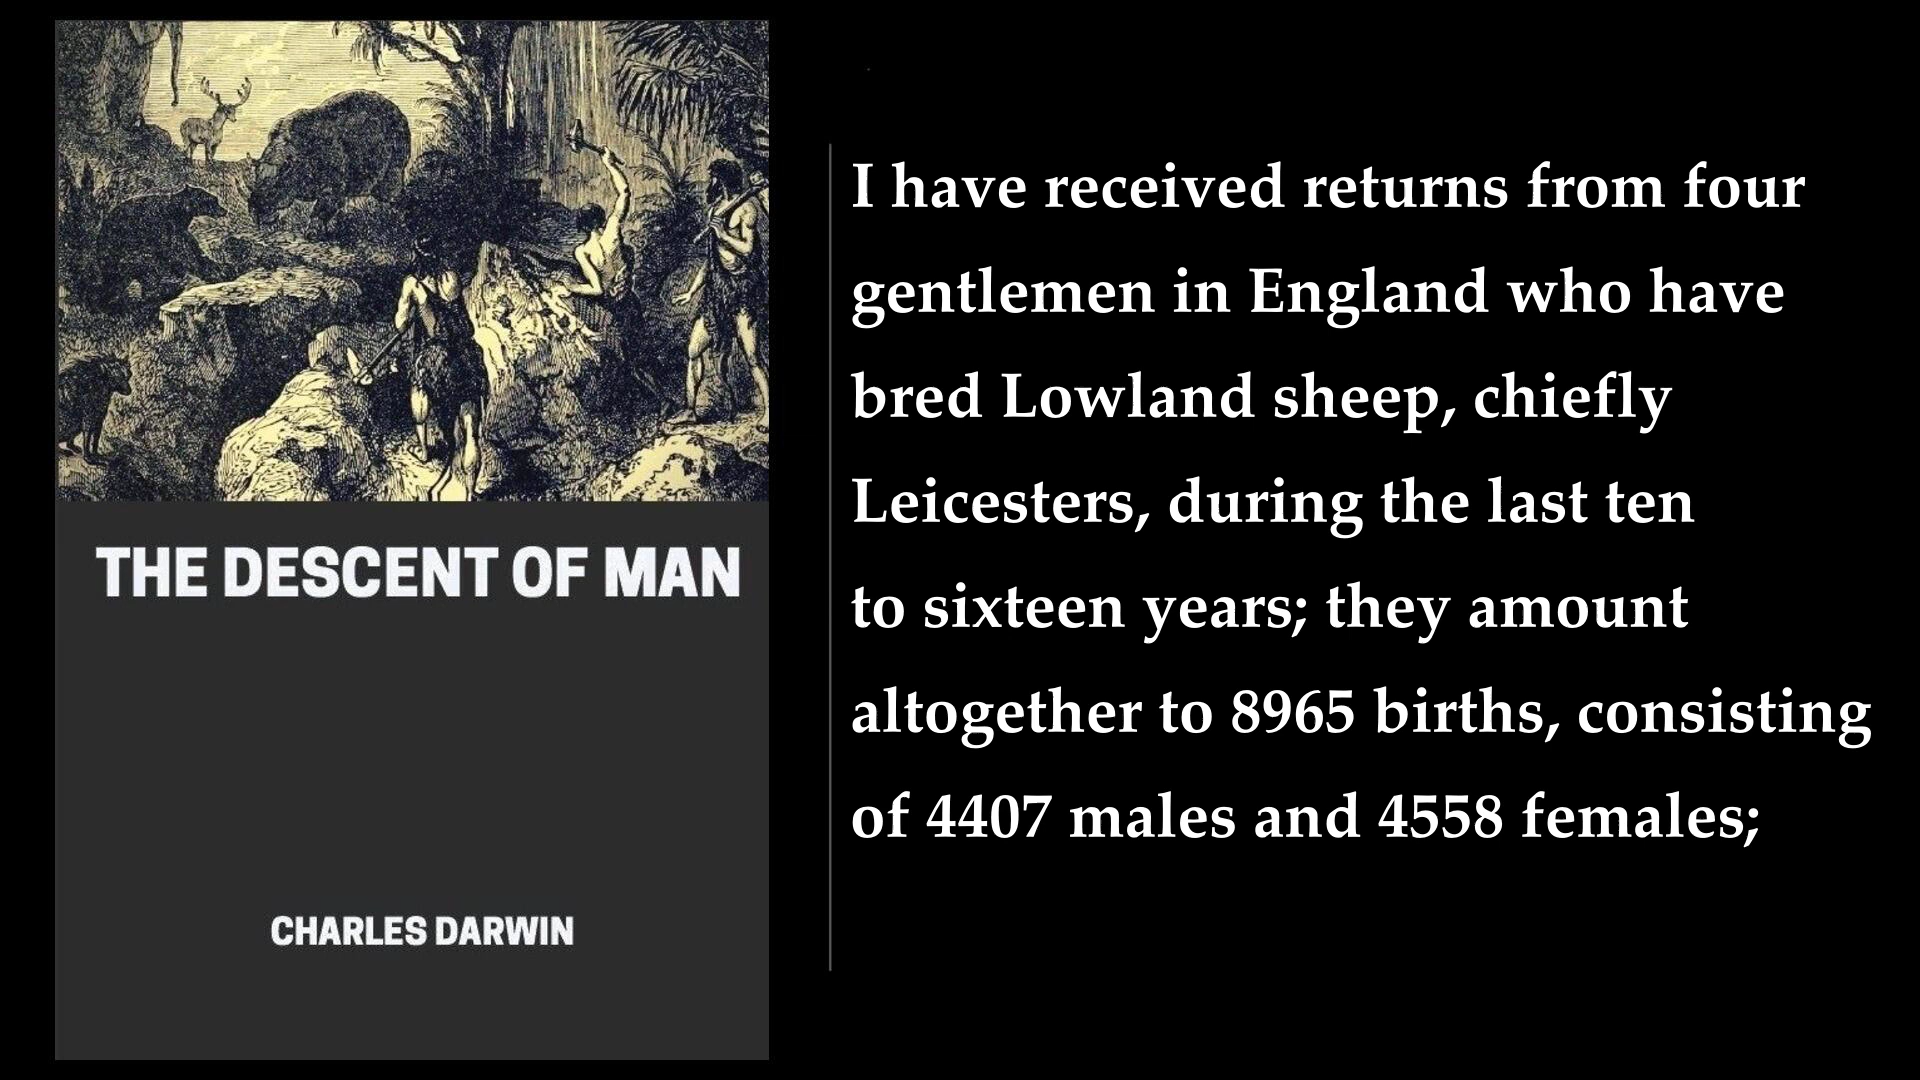 THE DESCENT OF MAN
CHARLES DARWIN
I have received returns from four
gentlemen in England who have
bred Lowland sheep, chiefly
Leicesters, during the last ten
to sixteen years; they amount
altogether to 8965 births, consisting
of 4407 males and 4558 females;